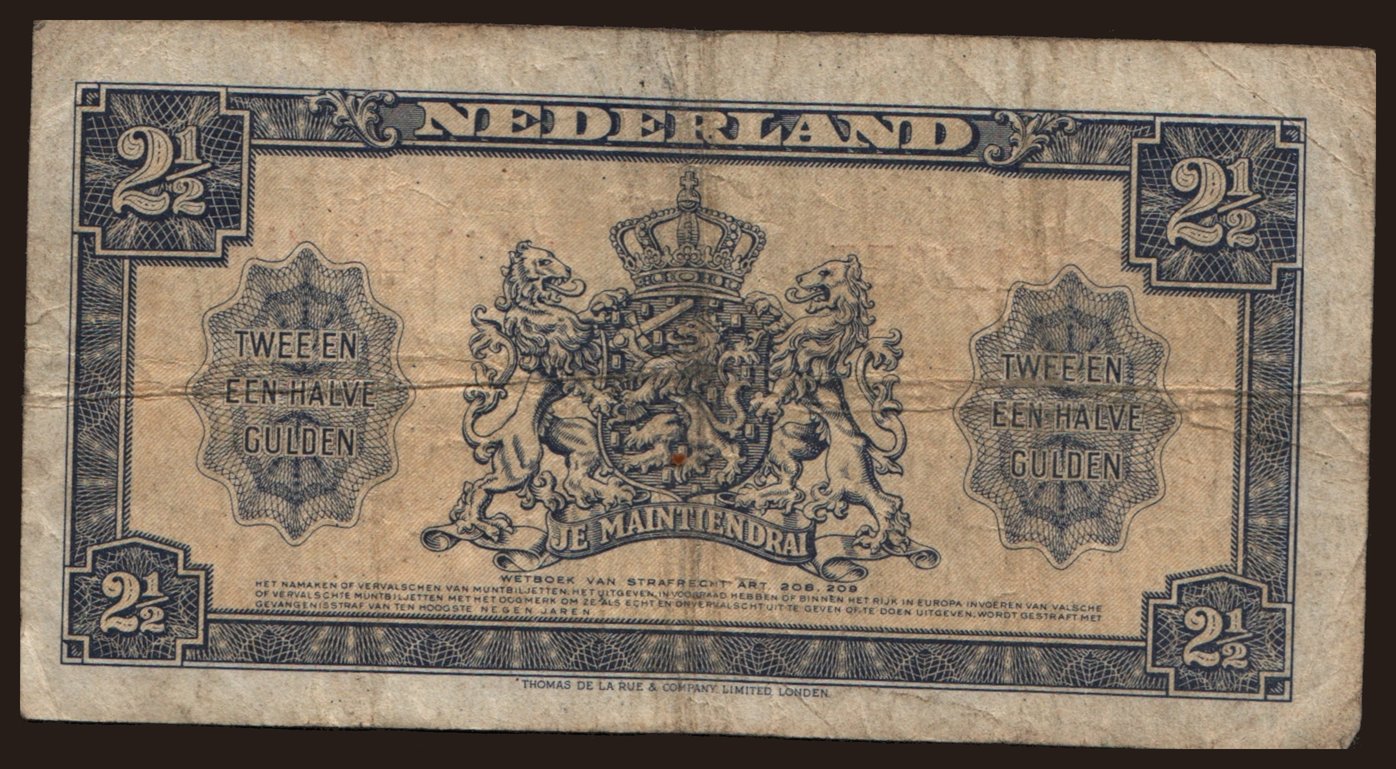 NEDERLAND
2½
2½
TWEE EN
EEN-HALVE
GULDEN
TWEE EN
EEN-HALVE
GULDEN
JE MAINTIENDRAI
WETBOEK VAN STRAFRECHT ART. 208, 209
HET NAMAKEN OF VERVALSCHEN VAN MUNTBILJETTEN, HET UITGEVEN, IN VOORRAAD HEBBEN OF BINNEN HET RIJK IN EUROPA INVOEREN VAN VALSCHE
OF VERVALSCHTE MUNTBILJETTEN MET HET OOGMERK OM ZE ALS ECHT EN ONVERVALSCHT UIT TE GEVEN OF TE DOEN UITGEVEN, WORDT GESTRAFT MET
GEVANGENISSTRAF VAN TEN HOOGSTE NEGEN JAREN
2½
2½
THOMAS DE LA RUE & COMPANY, LIMITED, LONDEN.